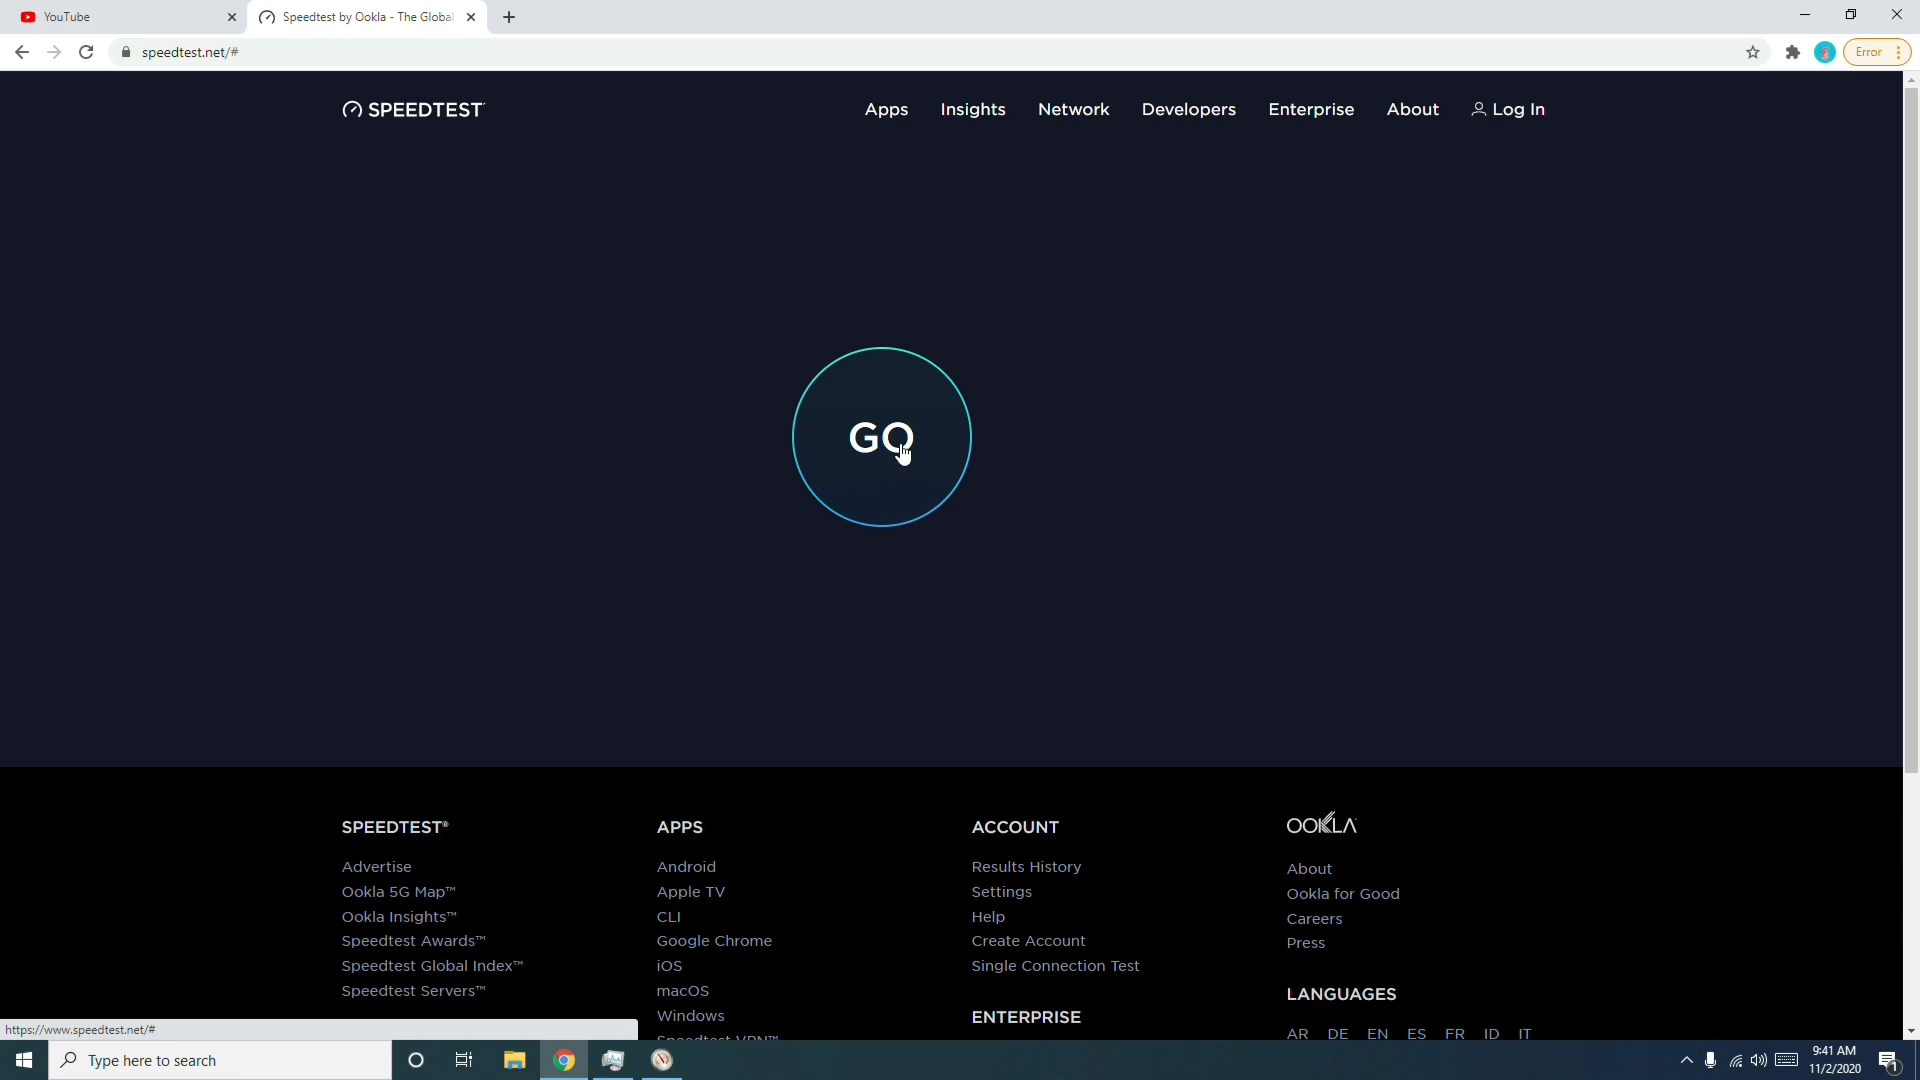 YouTube
Speedtest by Ookla - The Global
speedtest.net/#
Error
SPEEDTEST
Apps Insights Network Developers Enterprise About Log In
GO
SPEEDTEST®
Advertise
Ookla 5G Map™
Ookla Insights™
Speedtest Awards™
Speedtest Global Index™
Speedtest Servers™
APPS
Android
Apple TV
CLI
Google Chrome
iOS
macOS
Windows
Speedtest VPN™
ACCOUNT
Results History
Settings
Help
Create Account
Single Connection Test
ENTERPRISE
OOKLA
About
Ookla for Good
Careers
Press
LANGUAGES
AR DE EN ES FR ID IT
https://www.speedtest.net/#
Type here to search
9:41 AM
11/2/2020
1